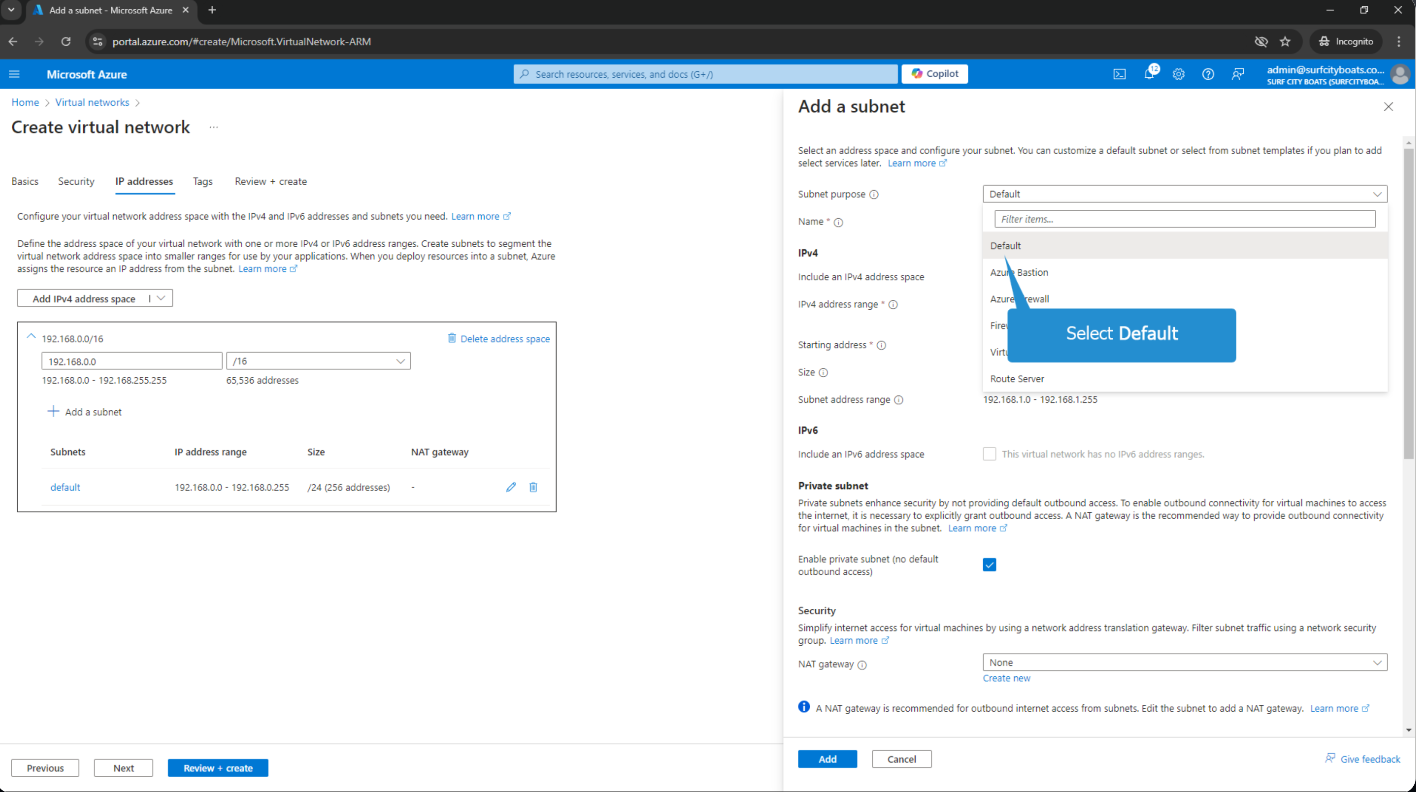 Add a subnet - Microsoft Azure
portal.azure.com/#create/Microsoft.VirtualNetwork-ARM
Incognito
Microsoft Azure
Search resources, services, and docs (G+/)
Copilot
12
admin@surfcityboats.co...
SURF CITY BOATS (SURFCITYBOA...
Home > Virtual networks >
Create virtual network ...
Basics Security IP addresses Tags Review + create
Configure your virtual network address space with the IPv4 and IPv6 addresses and subnets you need. Learn more
Define the address space of your virtual network with one or more IPv4 or IPv6 address ranges. Create subnets to segment the
virtual network address space into smaller ranges for use by your applications. When you deploy resources into a subnet, Azure
assigns the resource an IP address from the subnet. Learn more
Add IPv4 address space
192.168.0.0/16 Delete address space
192.168.0.0 /16
192.168.0.0 - 192.168.255.255 65,536 addresses
+ Add a subnet
Subnets IP address range Size NAT gateway
default 192.168.0.0 - 192.168.0.255 /24 (256 addresses) -
Previous Next Review + create
Add a subnet
Select an address space and configure your subnet. You can customize a default subnet or select from subnet templates if you plan to add
select services later. Learn more
Subnet purpose Default
Name * Filter items...
IPv4 Default
Include an IPv4 address space Azure Bastion
IPv4 address range *
Select Default
Starting address *
Size Route Server
Subnet address range 192.168.1.0 - 192.168.1.255
IPv6
Include an IPv6 address space This virtual network has no IPv6 address ranges.
Private subnet
Private subnets enhance security by not providing default outbound access. To enable outbound connectivity for virtual machines to access
the internet, it is necessary to explicitly grant outbound access. A NAT gateway is the recommended way to provide outbound connectivity
for virtual machines in the subnet. Learn more
Enable private subnet (no default
outbound access)
Security
Simplify internet access for virtual machines by using a network address translation gateway. Filter subnet traffic using a network security
group. Learn more
NAT gateway None
Create new
A NAT gateway is recommended for outbound internet access from subnets. Edit the subnet to add a NAT gateway. Learn more
Add Cancel Give feedback